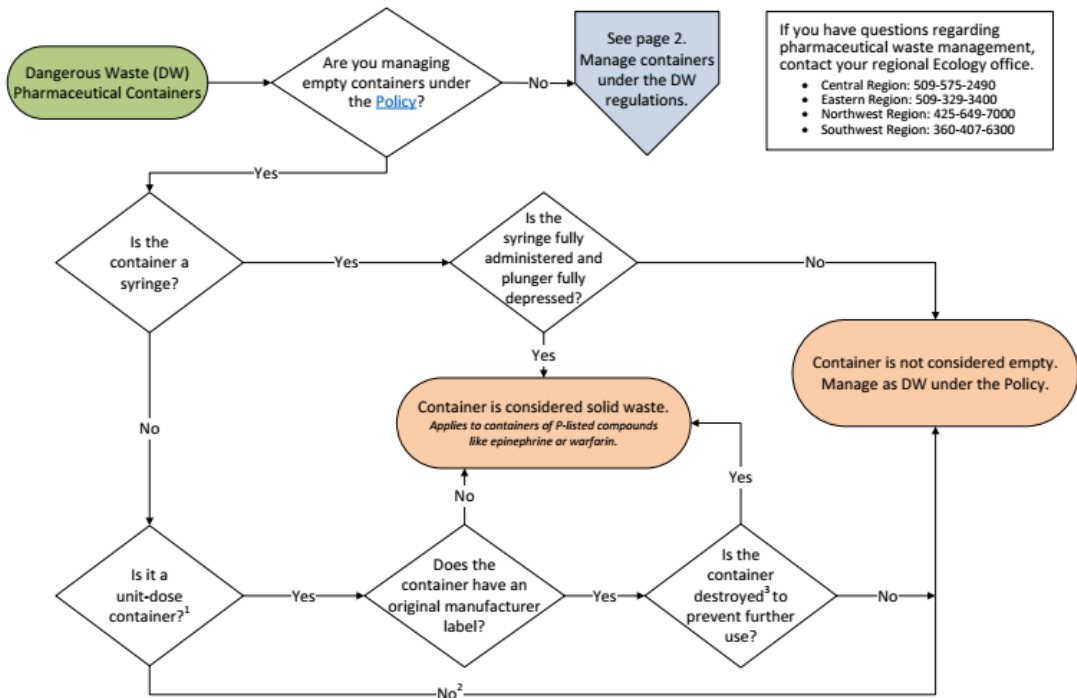 Dangerous Waste (DW)
Pharmaceutical Containers
Are you managing
empty containers
under
the Policy?
No
See page 2.
Manage containers
under the DW
regulations.
If you have questions regarding
pharmaceutical waste management,
contact your regional Ecology office.
• Central Region: 509-575-2490
• Eastern Region: 509-329-3400
• Northwest Region: 425-649-7000
• Southwest Region: 360-407-6300
Yes
Is the
container a
syringe?
Yes
Is the
syringe fully
administered and
plunger fully
depressed?
No
Yes
Container is not considered empty.
Manage as DW under the Policy.
Container is considered solid waste.
Applies to containers of P-listed compounds
like epinephrine or warfarin.
No
No
Yes
Is it a
unit-dose
container?¹
Yes
Does the
container have an
original manufacturer
label?
Yes
Is the
container
destroyed³ to
prevent further
use?
No
No²